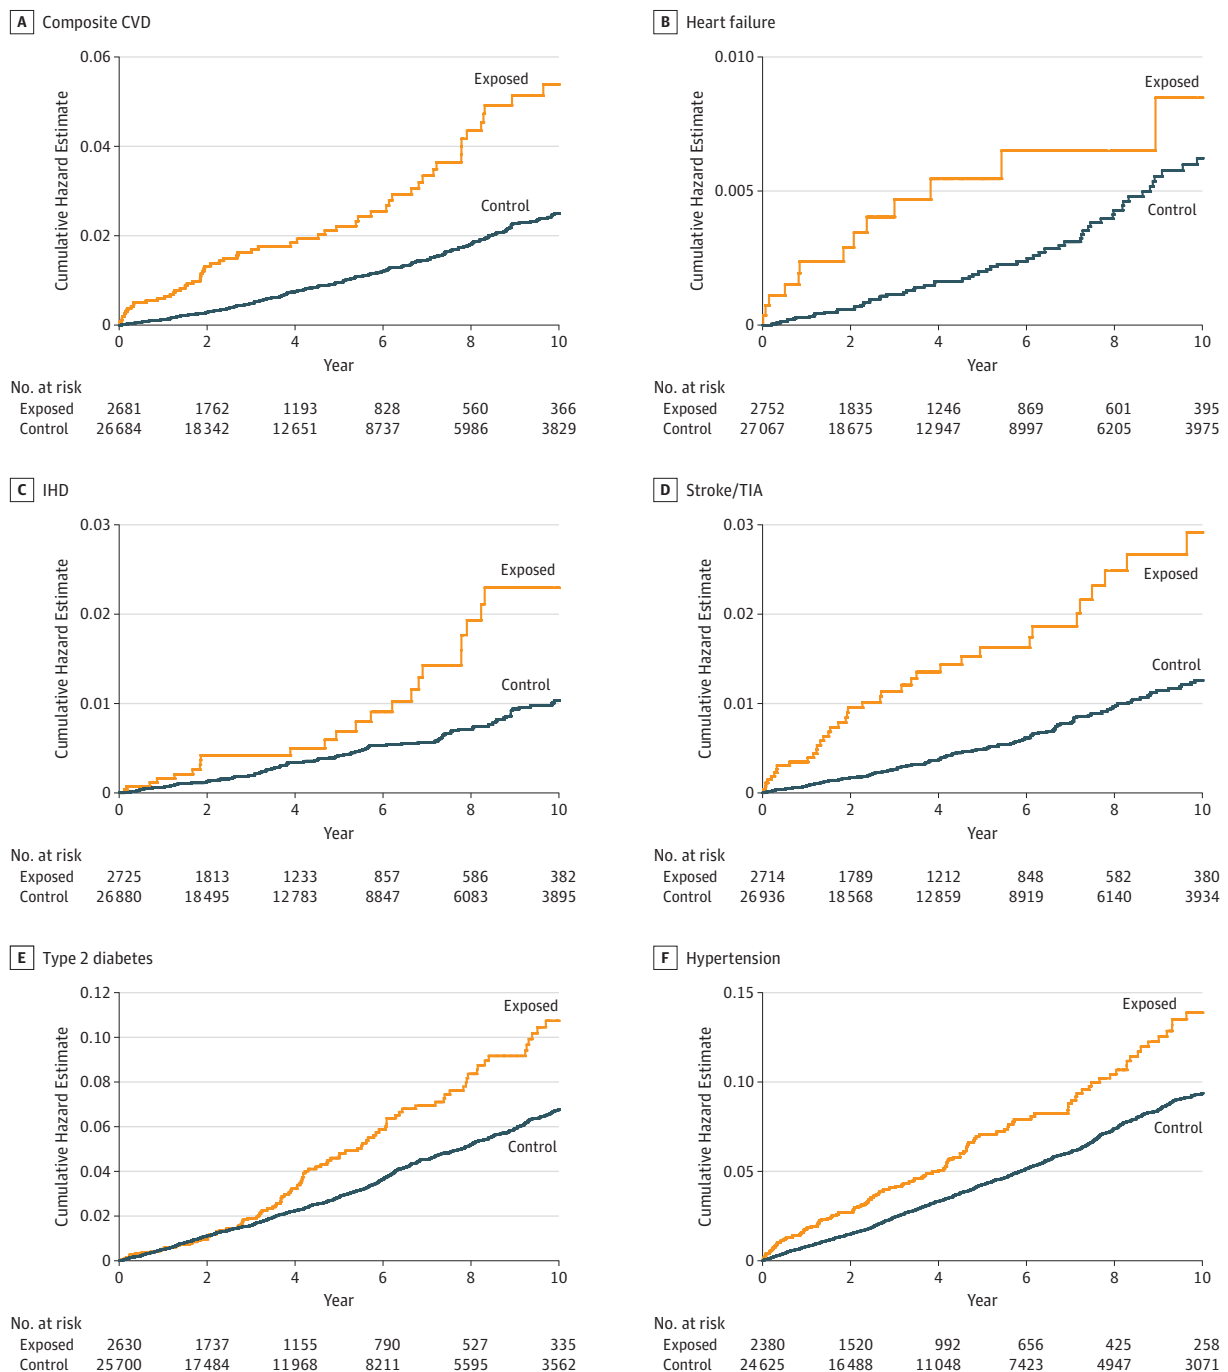 A Composite CVD
0.06
0.04
0.02
0
Cumulative Hazard Estimate
Exposed
Control
0 2 4 6 8 10
Year
No. at risk
Exposed 2681 1762 1193 828 560 366
Control 26684 18342 12651 8737 5986 3829
B Heart failure
0.010
0.005
0
Cumulative Hazard Estimate
Exposed
Control
0 2 4 6 8 10
Year
No. at risk
Exposed 2752 1835 1246 869 601 395
Control 27067 18675 12947 8997 6205 3975
C IHD
0.03
0.02
0.01
0
Cumulative Hazard Estimate
Exposed
Control
0 2 4 6 8 10
Year
No. at risk
Exposed 2725 1813 1233 857 586 382
Control 26880 18495 12783 8847 6083 3895
D Stroke/TIA
0.03
0.02
0.01
0
Cumulative Hazard Estimate
Exposed
Control
0 2 4 6 8 10
Year
No. at risk
Exposed 2714 1789 1212 848 582 380
Control 26936 18568 12859 8919 6140 3934
E Type 2 diabetes
0.12
0.10
0.08
0.06
0.04
0.02
0
Cumulative Hazard Estimate
Exposed
Control
0 2 4 6 8 10
Year
No. at risk
Exposed 2630 1737 1155 790 527 335
Control 25700 17484 11968 8211 5595 3562
F Hypertension
0.15
0.10
0.05
0
Cumulative Hazard Estimate
Exposed
Control
0 2 4 6 8 10
Year
No. at risk
Exposed 2380 1520 992 656 425 258
Control 24625 16488 11048 7423 4947 3071